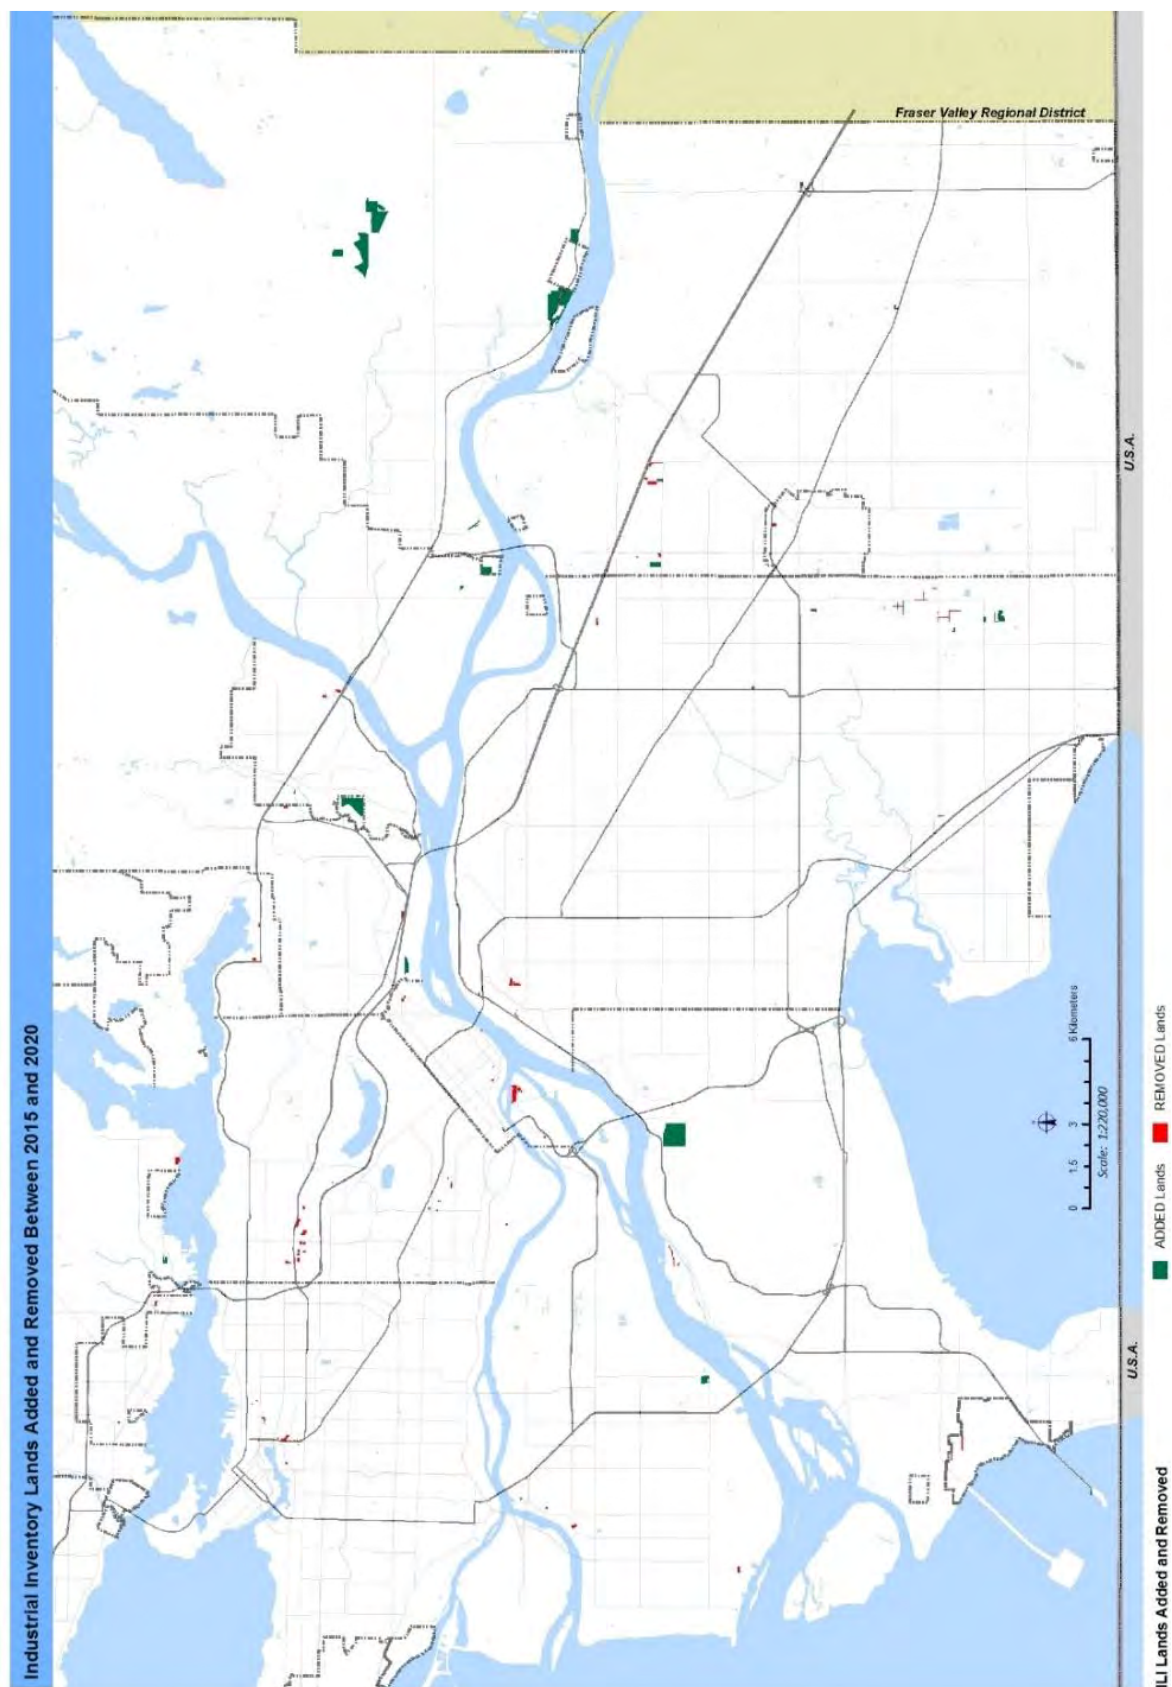 Industrial Inventory Lands Added and Removed Between 2015 and 2020
Fraser Valley Regional District
U.S.A.
U.S.A.
0 1.5 3 6 Kilometers
Scale: 1:220,000
ILI Lands Added and Removed
ADDED Lands
REMOVED Lands